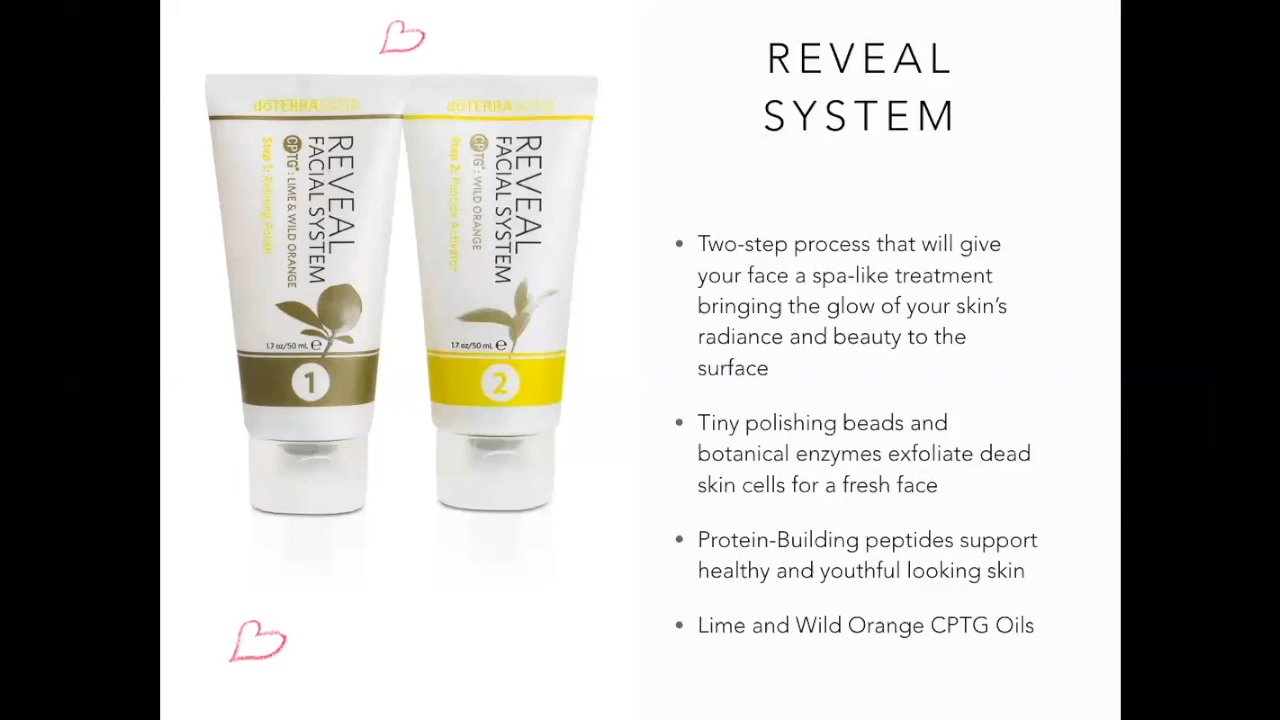 REVEAL
SYSTEM
dōTERRA
REVEAL
FACIAL SYSTEM
CPTG®: LIME & WILD ORANGE
Step 1: Refining Polish
1.7 oz/50 mL ℮
1
dōTERRA
REVEAL
FACIAL SYSTEM
CPTG®: WILD ORANGE
Step 2: Peptide Activator
1.7 oz/50 mL ℮
2
• Two-step process that will give
your face a spa-like treatment
bringing the glow of your skin’s
radiance and beauty to the
surface
• Tiny polishing beads and
botanical enzymes exfoliate dead
skin cells for a fresh face
• Protein-Building peptides support
healthy and youthful looking skin
• Lime and Wild Orange CPTG Oils